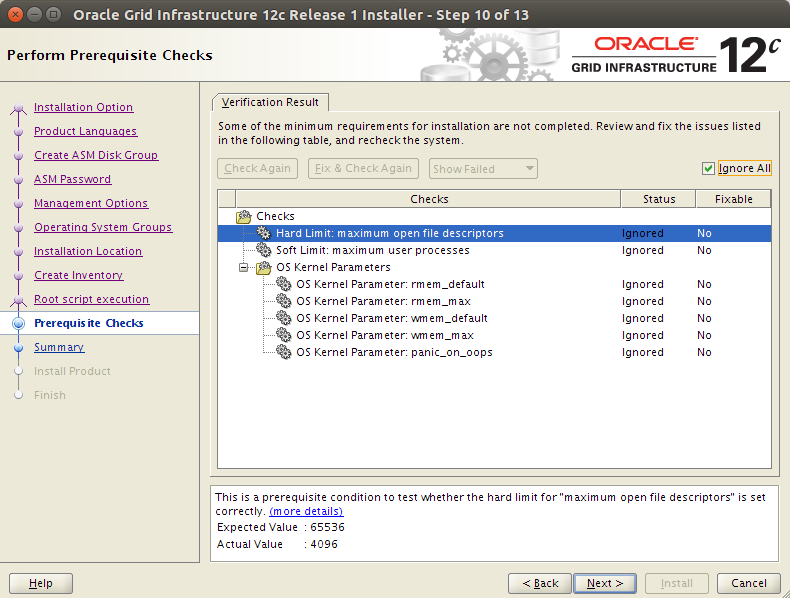 Oracle Grid Infrastructure 12c Release 1 Installer - Step 10 of 13
Perform Prerequisite Checks
ORACLE®
GRID INFRASTRUCTURE 12c
Installation Option
Product Languages
Create ASM Disk Group
ASM Password
Management Options
Operating System Groups
Installation Location
Create Inventory
Root script execution
Prerequisite Checks
Summary
Install Product
Finish
Verification Result
Some of the minimum requirements for installation are not completed. Review and fix the issues listed
in the following table, and recheck the system.
Check Again Fix & Check Again Show Failed Ignore All
Checks Status Fixable
Checks
Hard Limit: maximum open file descriptors Ignored No
Soft Limit: maximum user processes Ignored No
OS Kernel Parameters
OS Kernel Parameter: rmem_default Ignored No
OS Kernel Parameter: rmem_max Ignored No
OS Kernel Parameter: wmem_default Ignored No
OS Kernel Parameter: wmem_max Ignored No
OS Kernel Parameter: panic_on_oops Ignored No
This is a prerequisite condition to test whether the hard limit for "maximum open file descriptors" is set
correctly. (more details)
Expected Value : 65536
Actual Value : 4096
Help < Back Next > Install Cancel